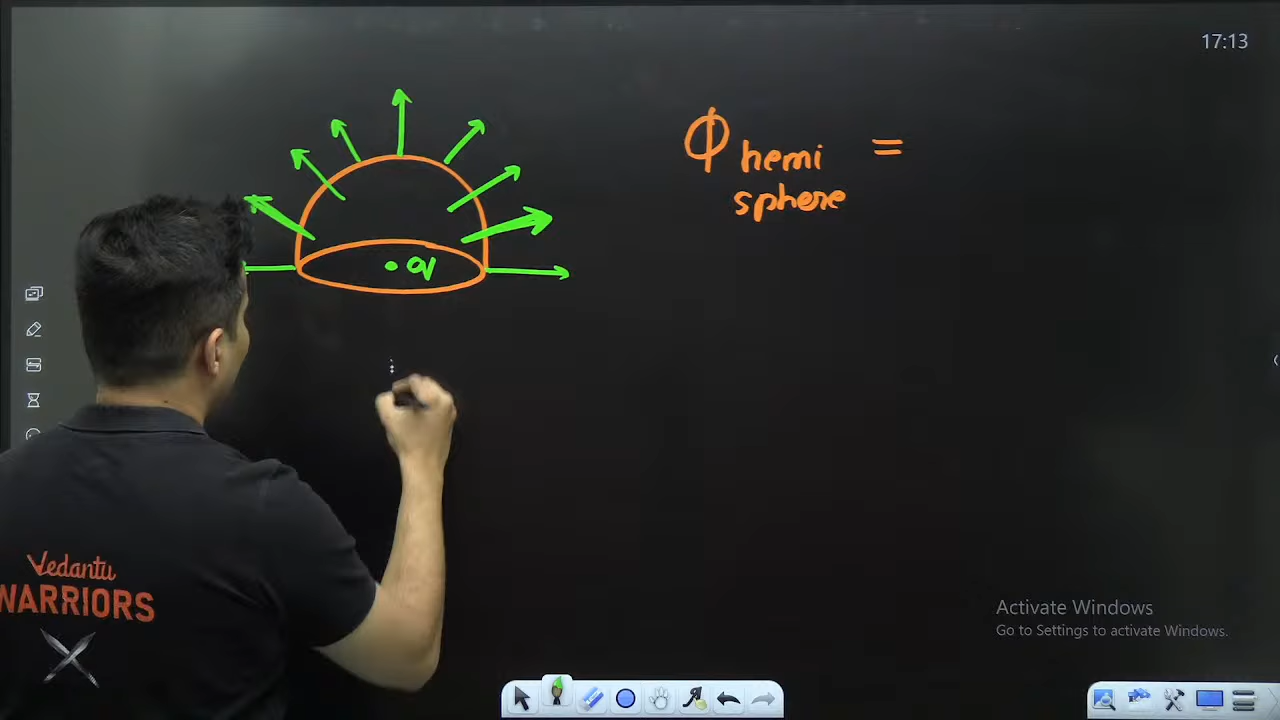 17:13
Φ hemi =
sphere
• q
Vedantu
WARRIORS
Activate Windows
Go to Settings to activate Windows.